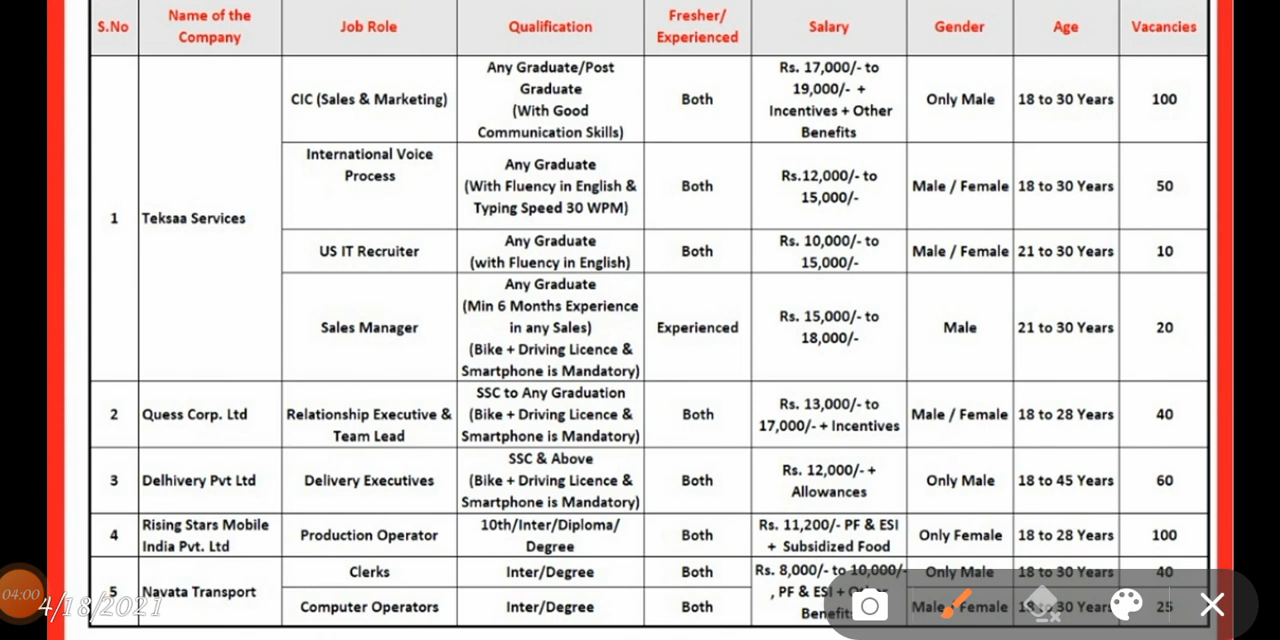 S.No
Name of the
Company
Job Role
Qualification
Fresher/
Experienced
Salary
Gender
Age
Vacancies
1
Teksaa Services
CIC (Sales & Marketing)
Any Graduate/Post
Graduate
(With Good
Communication Skills)
Both
Rs. 17,000/- to
19,000/- +
Incentives + Other
Benefits
Only Male
18 to 30 Years
100
International Voice
Process
Any Graduate
(With Fluency in English &
Typing Speed 30 WPM)
Both
Rs.12,000/- to
15,000/-
Male / Female
18 to 30 Years
50
US IT Recruiter
Any Graduate
(with Fluency in English)
Both
Rs. 10,000/- to
15,000/-
Male / Female
21 to 30 Years
10
Sales Manager
Any Graduate
(Min 6 Months Experience
in any Sales)
(Bike + Driving Licence &
Smartphone is Mandatory)
Experienced
Rs. 15,000/- to
18,000/-
Male
21 to 30 Years
20
2
Quess Corp. Ltd
Relationship Executive &
Team Lead
SSC to Any Graduation
(Bike + Driving Licence &
Smartphone is Mandatory)
Both
Rs. 13,000/- to
17,000/- + Incentives
Male / Female
18 to 28 Years
40
3
Delhivery Pvt Ltd
Delivery Executives
SSC & Above
(Bike + Driving Licence &
Smartphone is Mandatory)
Both
Rs. 12,000/- +
Allowances
Only Male
18 to 45 Years
60
4
Rising Stars Mobile
India Pvt. Ltd
Production Operator
10th/Inter/Diploma/
Degree
Both
Rs. 11,200/- PF & ESI
+ Subsidized Food
Only Female
18 to 28 Years
100
5
Navata Transport
Clerks
Inter/Degree
Both
Rs. 8,000/- to 10,000/-
, PF & ESI +
Benefits
Only Male
18 to 30 Years
40
Computer Operators
Inter/Degree
Both
Male / Female
18 to 30 Years
25
04:00
4/18/2021